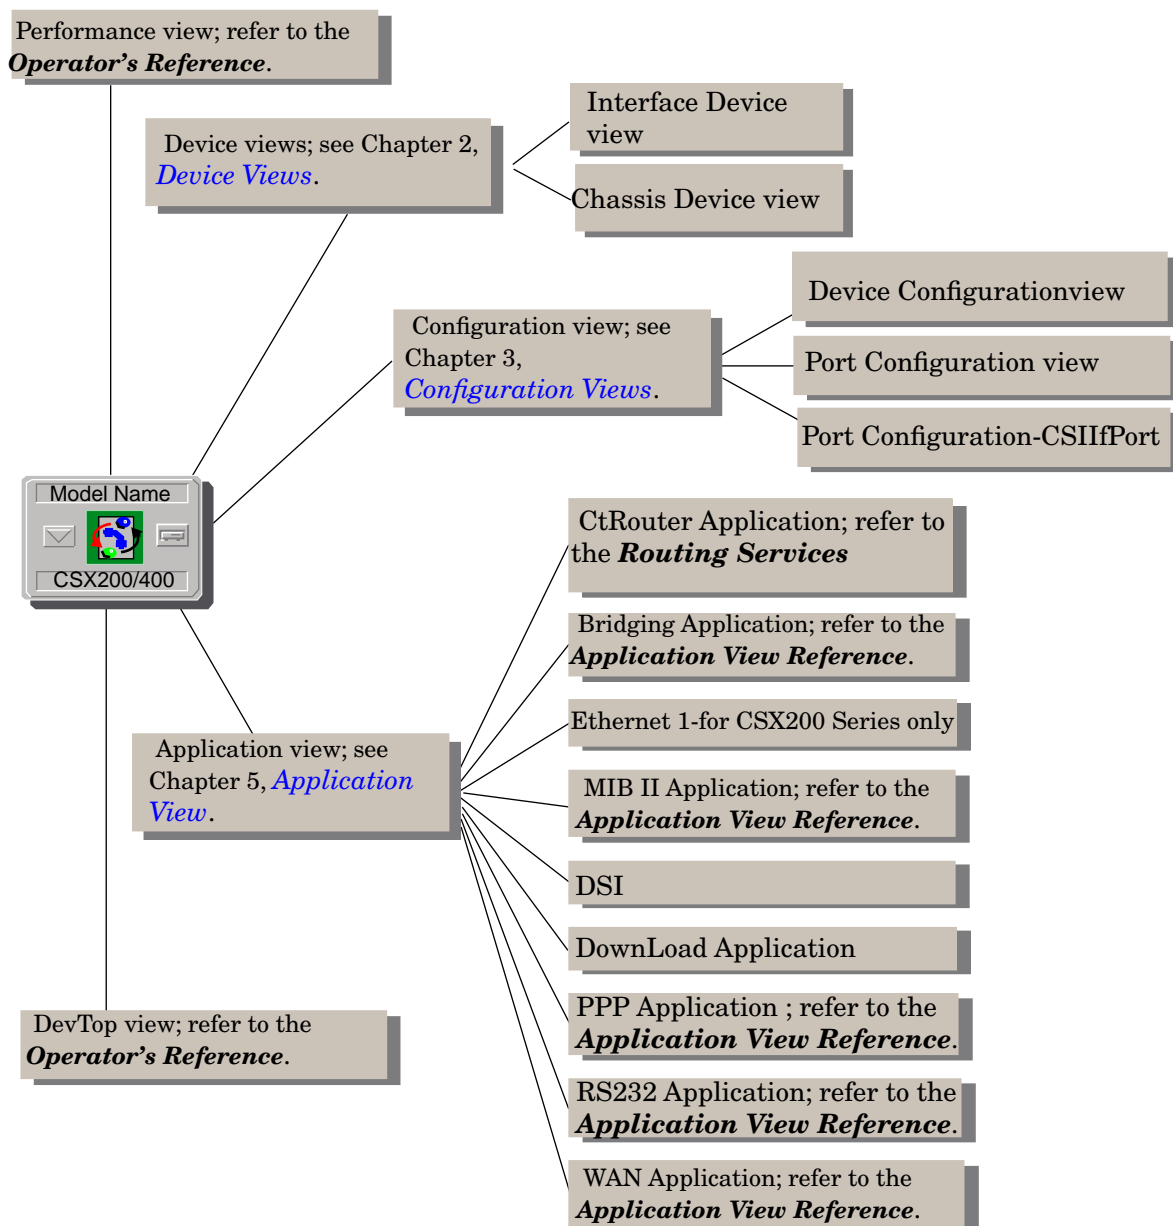 Performance view; refer to the
Operator's Reference.
Device views; see Chapter 2,
Device Views.
Interface Device
view
Chassis Device view
Configuration view; see
Chapter 3,
Configuration Views.
Device Configurationview
Port Configuration view
Port Configuration-CSIIfPort
Model Name
CSX200/400
Application view; see
Chapter 5, Application
View.
CtRouter Application; refer to
the Routing Services
Bridging Application; refer to the
Application View Reference.
Ethernet 1-for CSX200 Series only
MIB II Application; refer to the
Application View Reference.
DSI
DownLoad Application
PPP Application ; refer to the
Application View Reference.
RS232 Application; refer to the
Application View Reference.
WAN Application; refer to the
Application View Reference.
DevTop view; refer to the
Operator's Reference.